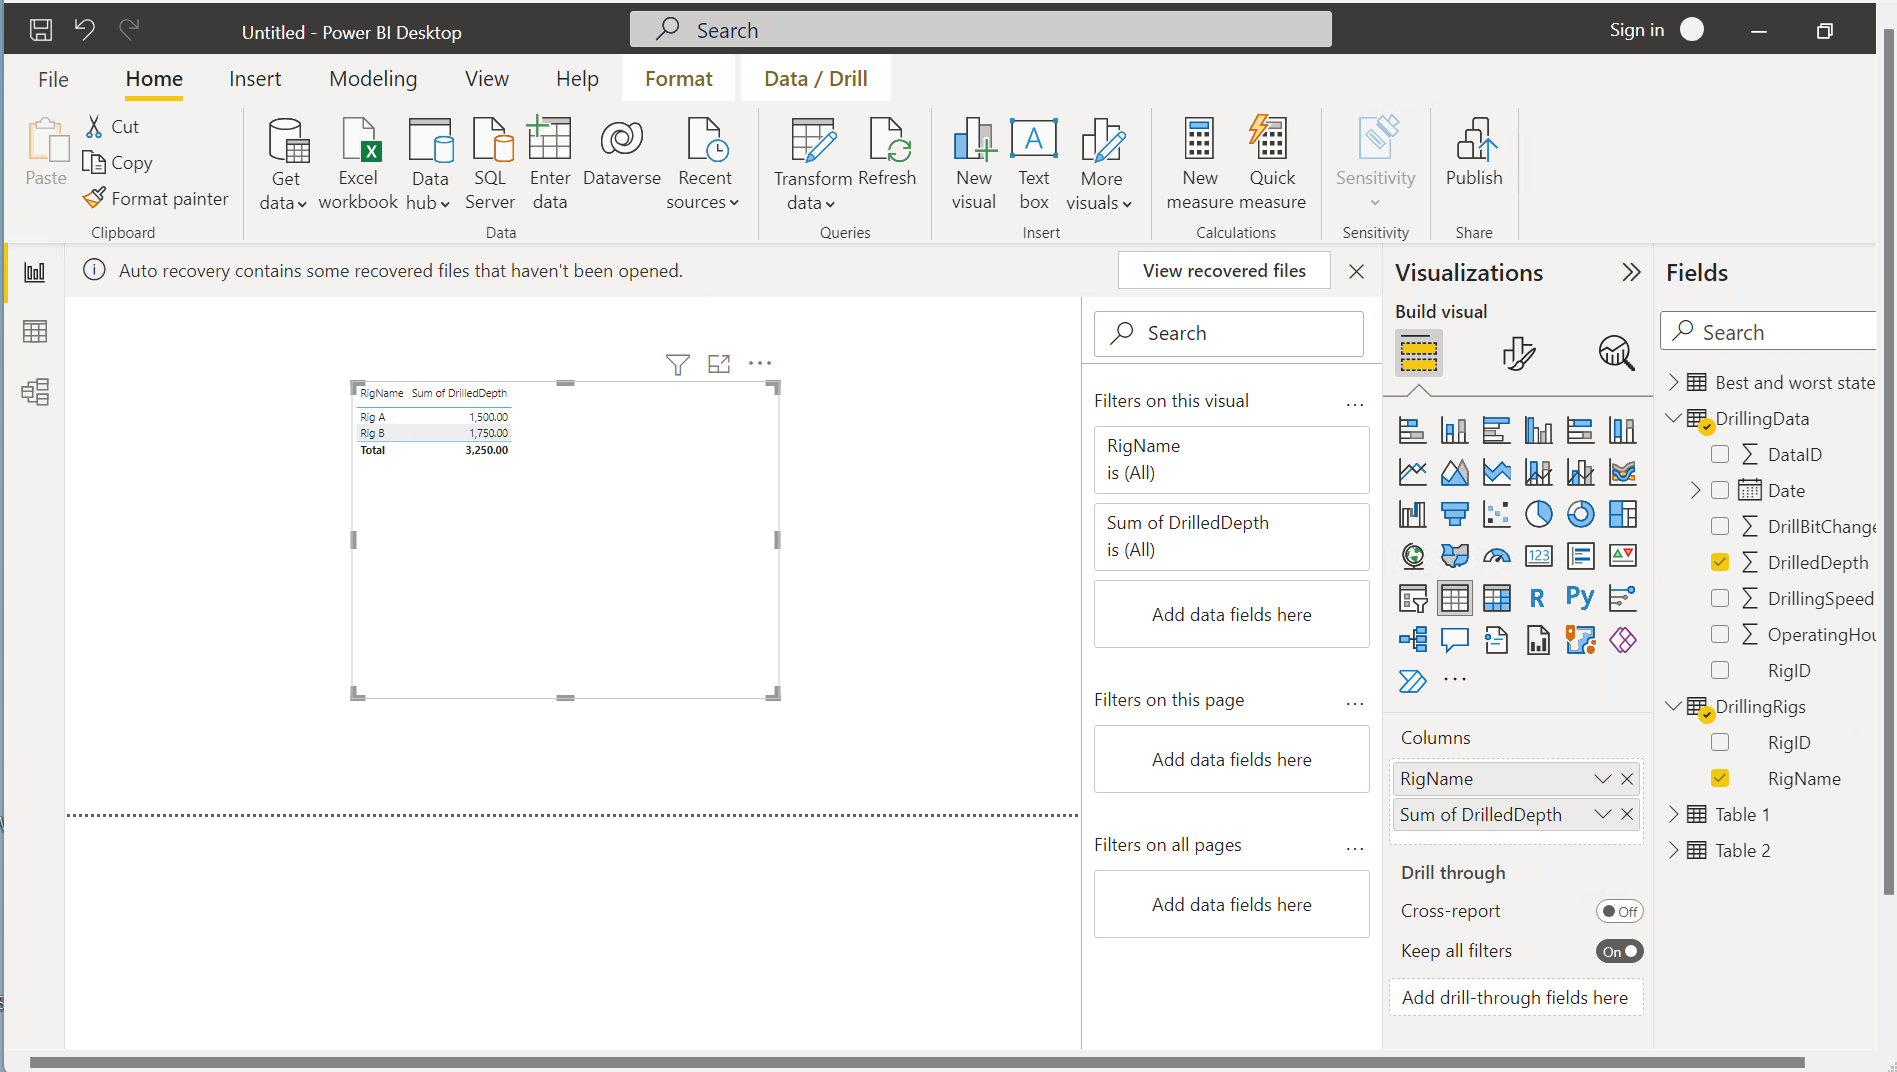 Untitled - Power BI Desktop
Search
Sign in
File
Home
Insert
Modeling
View
Help
Format
Data / Drill
Paste
Cut
Copy
Format painter
Clipboard
Get data
Excel workbook
Data hub
SQL Server
Enter data
Dataverse
Recent sources
Data
Transform data
Refresh
Queries
New visual
Text box
More visuals
Insert
New measure
Quick measure
Calculations
Sensitivity
Sensitivity
Publish
Share
Auto recovery contains some recovered files that haven't been opened.
View recovered files
RigName Sum of DrilledDepth
Rig A 1,500.00
Rig B 1,750.00
Total 3,250.00
Search
Filters on this visual
...
RigName
is (All)
Sum of DrilledDepth
is (All)
Add data fields here
Filters on this page
...
Add data fields here
Filters on all pages
...
Add data fields here
Visualizations
Build visual
123
R
Py
...
Columns
RigName
Sum of DrilledDepth
Drill through
Cross-report
Off
Keep all filters
On
Add drill-through fields here
Fields
Search
Best and worst state
DrillingData
DataID
Date
DrillBitChange
DrilledDepth
DrillingSpeed
OperatingHou
RigID
DrillingRigs
RigID
RigName
Table 1
Table 2